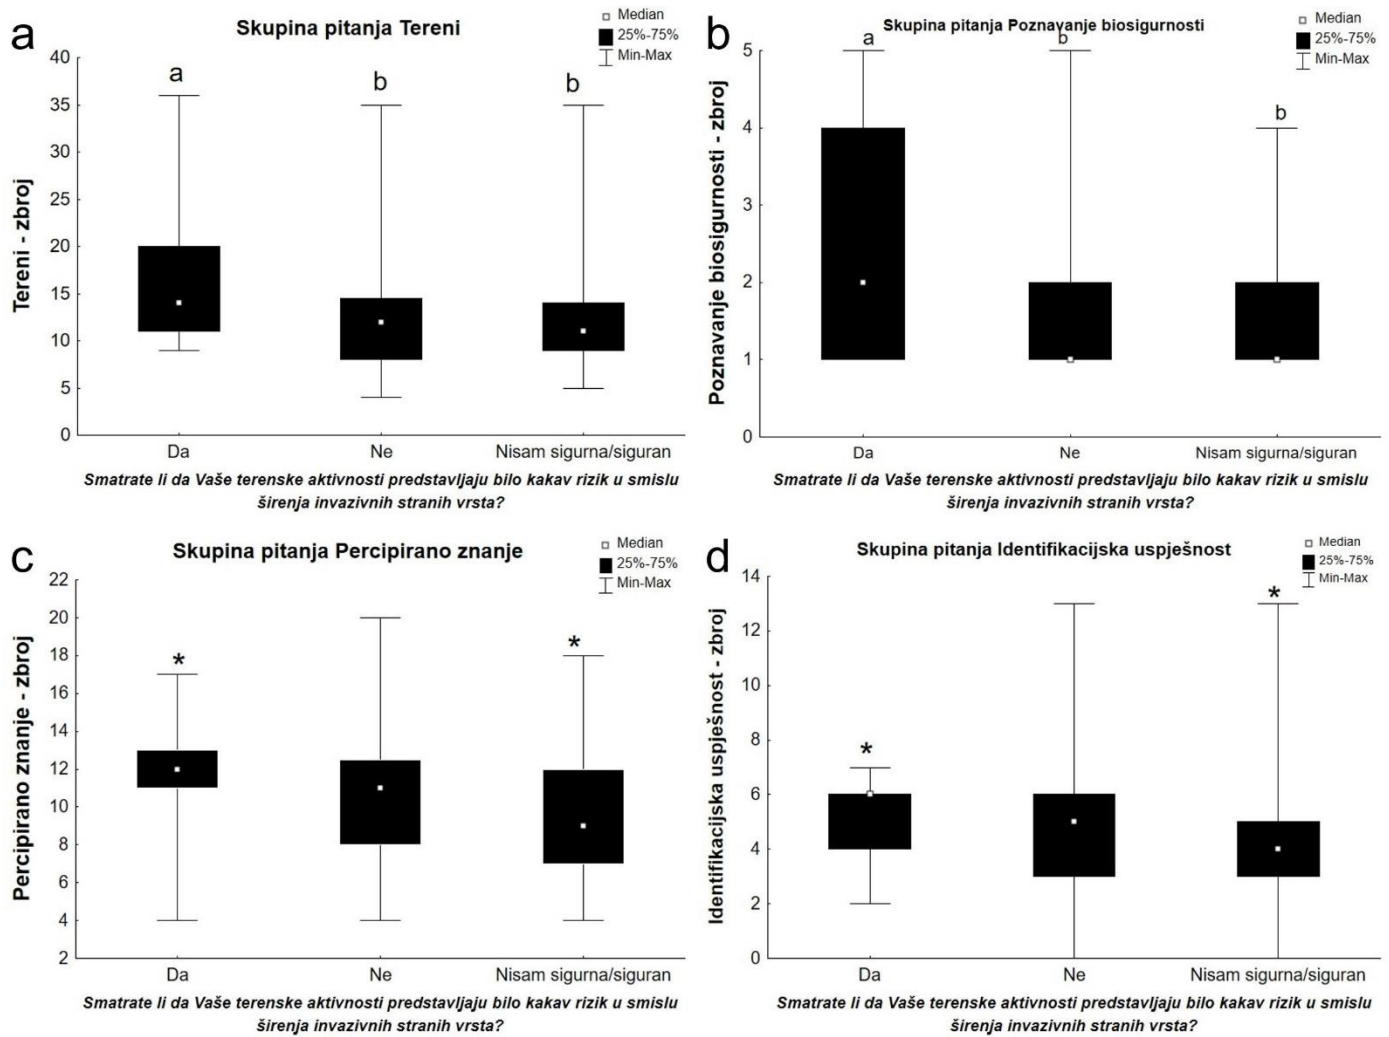 a
Skupina pitanja Tereni
Median
25%-75%
Min-Max
Tereni - zbroj
40
35
30
25
20
15
10
5
0
a
b
b
Da
Ne
Nisam sigurna/siguran
Smatrate li da Vaše terenske aktivnosti predstavljaju bilo kakav rizik u smislu
širenja invazivnih stranih vrsta?
b
Skupina pitanja Poznavanje biosigurnosti
Median
25%-75%
Min-Max
Poznavanje biosigurnosti - zbroj
5
4
3
2
1
0
a
b
b
Da
Ne
Nisam sigurna/siguran
Smatrate li da Vaše terenske aktivnosti predstavljaju bilo kakav rizik u smislu
širenja invazivnih stranih vrsta?
c
Skupina pitanja Percipirano znanje
Median
25%-75%
Min-Max
Percipirano znanje - zbroj
22
20
18
16
14
12
10
8
6
4
2
*
*
Da
Ne
Nisam sigurna/siguran
Smatrate li da Vaše terenske aktivnosti predstavljaju bilo kakav rizik u smislu
širenja invazivnih stranih vrsta?
d
Skupina pitanja Identifikacijska uspješnost
Median
25%-75%
Min-Max
Identifikacijska uspješnost - zbroj
14
12
10
8
6
4
2
0
*
*
Da
Ne
Nisam sigurna/siguran
Smatrate li da Vaše terenske aktivnosti predstavljaju bilo kakav rizik u smislu
širenja invazivnih stranih vrsta?